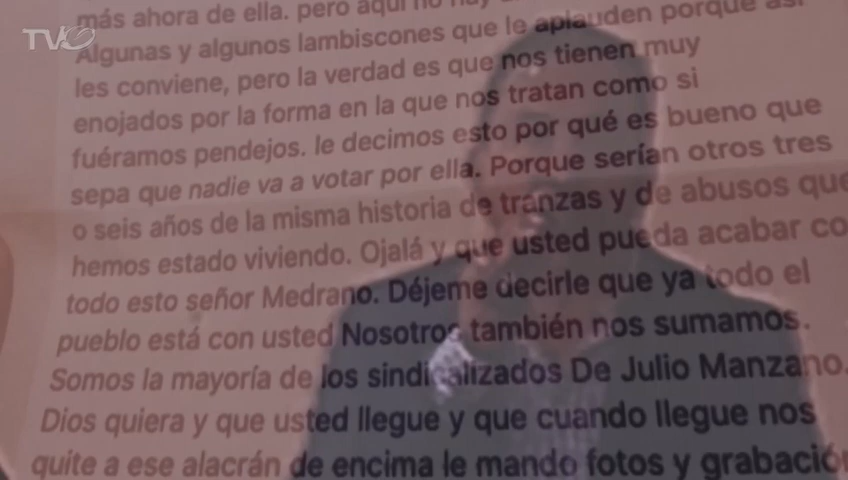 TVO
más ahora de ella. pero aquí no hay
Algunas y algunos lambiscones que le aplauden porque así
les conviene, pero la verdad es que nos tienen muy
enojados por la forma en la que nos tratan como si
fuéramos pendejos. le decimos esto por qué es bueno que
sepa que nadie va a votar por ella. Porque serían otros tres
o seis años de la misma historia de tranzas y de abusos que
hemos estado viviendo. Ojalá y que usted pueda acabar co
todo esto señor Medrano. Déjeme decirle que ya todo el
pueblo está con usted Nosotros también nos sumamos.
Somos la mayoría de los sindicalizados De Julio Manzano.
Dios quiera y que usted llegue y que cuando llegue nos
quite a ese alacrán de encima le mando fotos y grabación